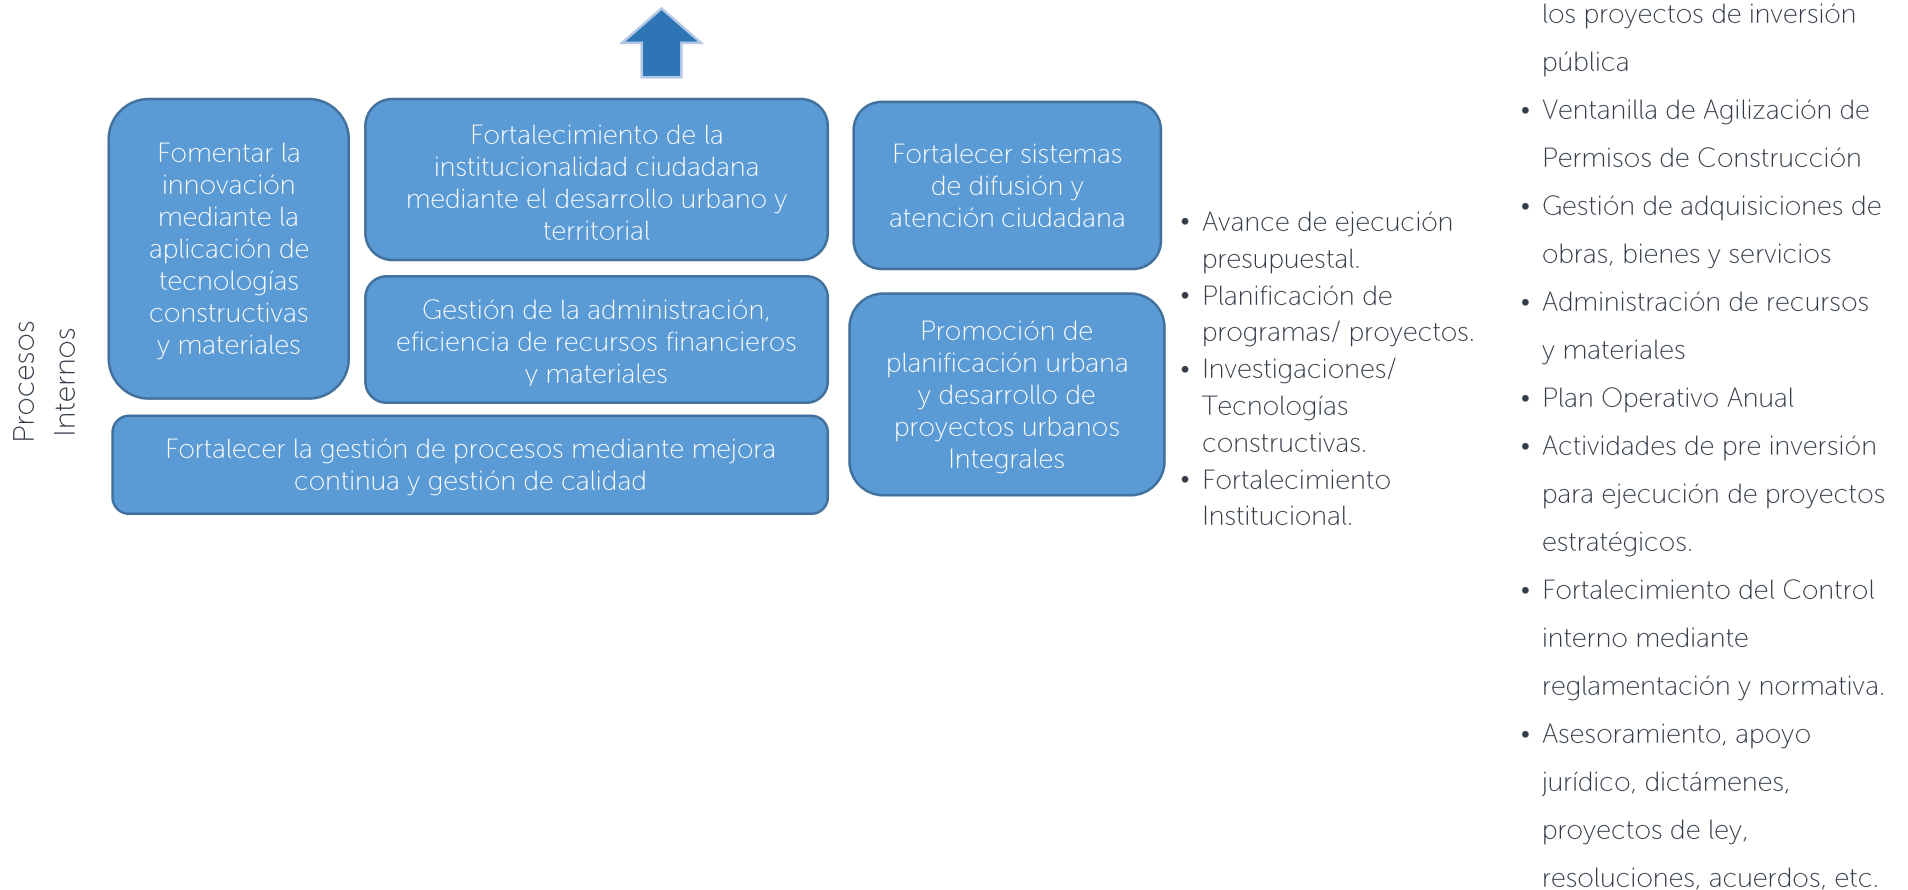 Procesos
Internos
Fomentar la
innovación
mediante la
aplicación de
tecnologías
constructivas
y materiales
Fortalecimiento de la
institucionalidad ciudadana
mediante el desarrollo urbano y
territorial
Gestión de la administración,
eficiencia de recursos financieros
y materiales
Fortalecer la gestión de procesos mediante mejora
continua y gestión de calidad
Fortalecer sistemas
de difusión y
atención ciudadana
Promoción de
planificación urbana
y desarrollo de
proyectos urbanos
Integrales
• Avance de ejecución
presupuestal.
• Planificación de
programas/ proyectos.
• Investigaciones/
Tecnologías
constructivas.
• Fortalecimiento
Institucional.
los proyectos de inversión
pública
• Ventanilla de Agilización de
Permisos de Construcción
• Gestión de adquisiciones de
obras, bienes y servicios
• Administración de recursos
y materiales
• Plan Operativo Anual
• Actividades de pre inversión
para ejecución de proyectos
estratégicos.
• Fortalecimiento del Control
interno mediante
reglamentación y normativa.
• Asesoramiento, apoyo
jurídico, dictámenes,
proyectos de ley,
resoluciones, acuerdos, etc.